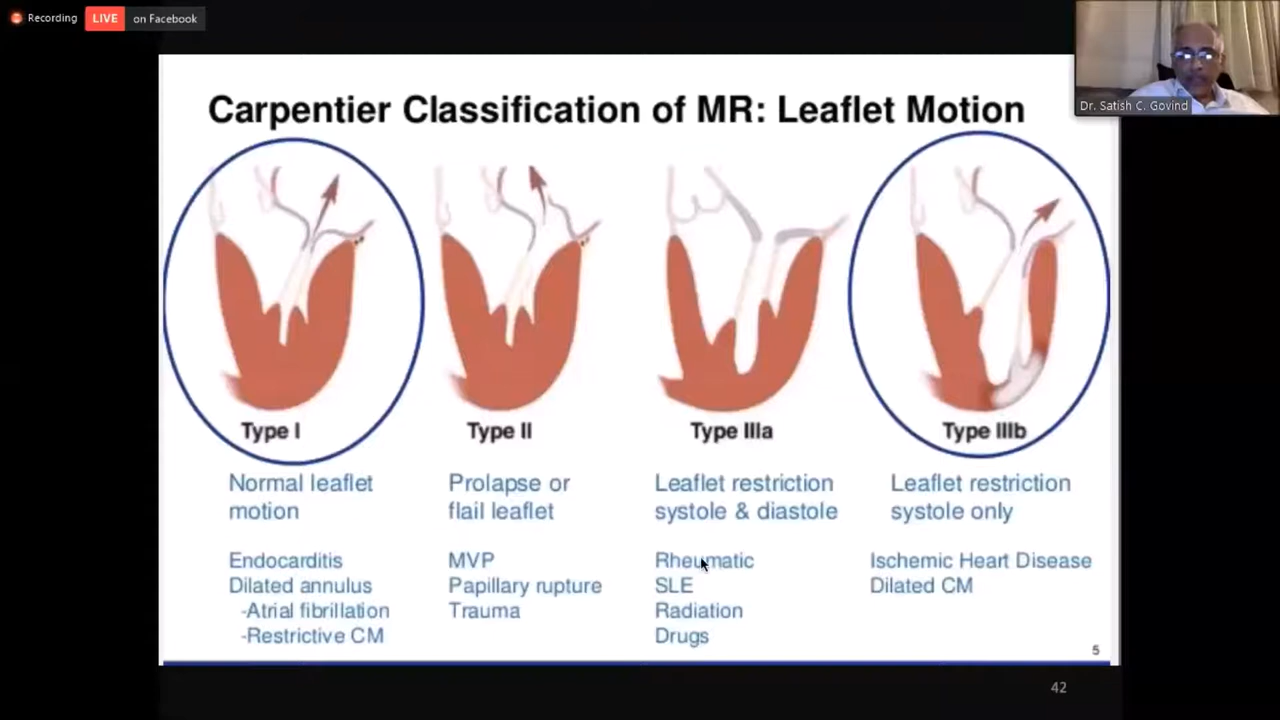 Recording
LIVE on Facebook
Dr. Satish C. Govind
Carpentier Classification of MR: Leaflet Motion
Type I
Type II
Type IIIa
Type IIIb
Normal leaflet
motion
Prolapse or
flail leaflet
Leaflet restriction
systole & diastole
Leaflet restriction
systole only
Endocarditis
Dilated annulus
-Atrial fibrillation
-Restrictive CM
MVP
Papillary rupture
Trauma
Rheumatic
SLE
Radiation
Drugs
Ischemic Heart Disease
Dilated CM
5
42